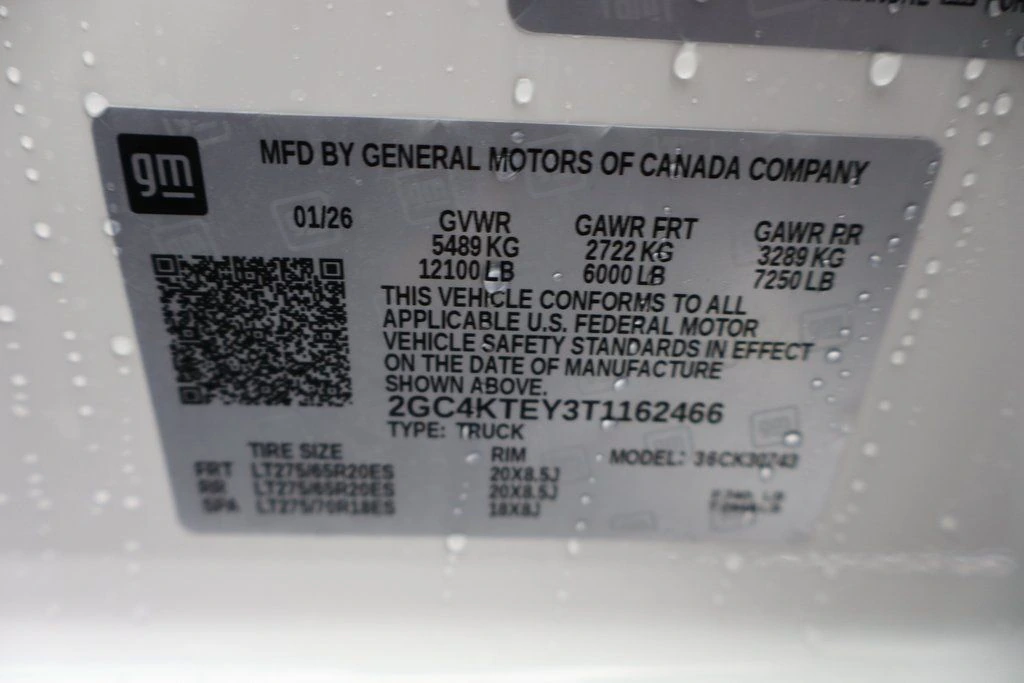 gm
MFD BY GENERAL MOTORS OF CANADA COMPANY
01/26 GVWR GAWR FRT GAWR RR
5489 KG 2722 KG 3289 KG
12100 LB 6000 LB 7250 LB
THIS VEHICLE CONFORMS TO ALL
APPLICABLE U.S. FEDERAL MOTOR
VEHICLE SAFETY STANDARDS IN EFFECT
ON THE DATE OF MANUFACTURE
SHOWN ABOVE.
2GC4KTEY3T1162466
TYPE: TRUCK
TIRE SIZE RIM MODEL: 36CK30743
FRT LT275/65R20ES 20X8.5J
RR LT275/65R20ES 20X8.5J
SPA LT275/70R18ES 18X8J